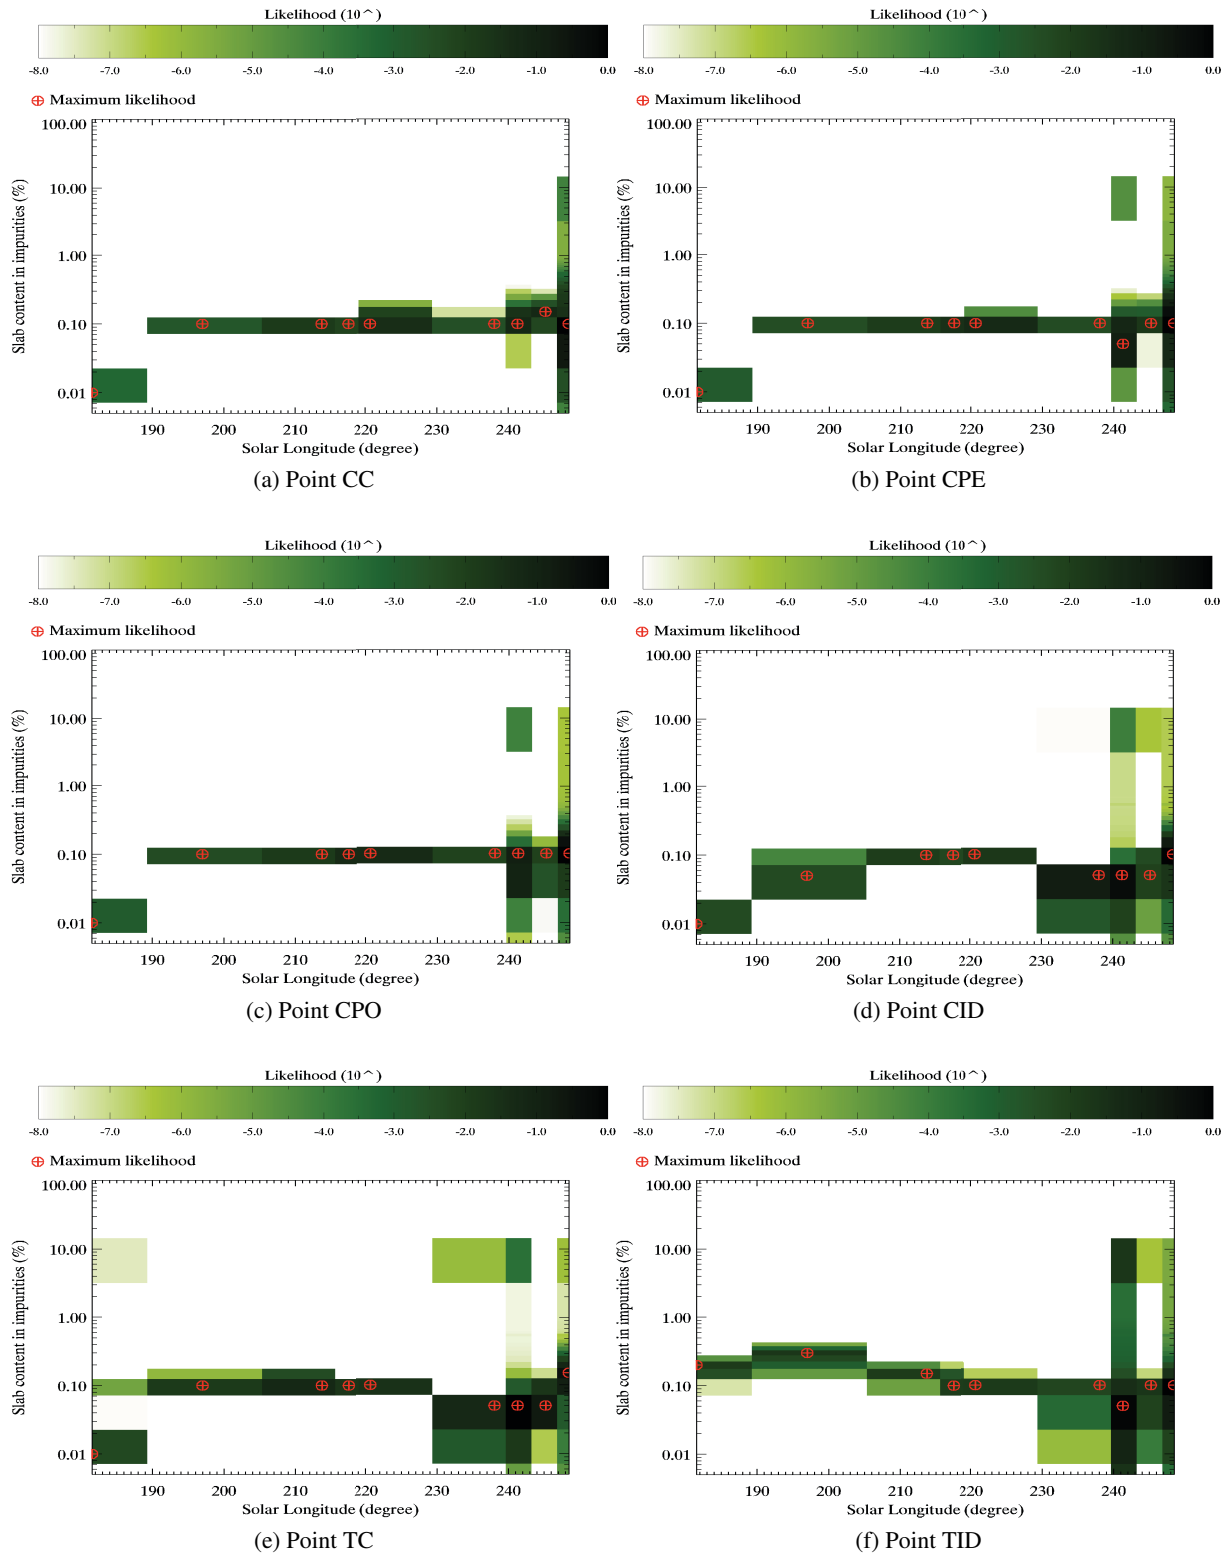 Likelihood (10^)
-8.0 -7.0 -6.0 -5.0 -4.0 -3.0 -2.0 -1.0 0.0
⊕ Maximum likelihood
100.00
10.00
1.00
0.10
0.01
Slab content in impurities (%)
190 200 210 220 230 240
Solar Longitude (degree)
(a) Point CC
Likelihood (10^)
-8.0 -7.0 -6.0 -5.0 -4.0 -3.0 -2.0 -1.0 0.0
⊕ Maximum likelihood
100.00
10.00
1.00
0.10
0.01
Slab content in impurities (%)
190 200 210 220 230 240
Solar Longitude (degree)
(b) Point CPE
Likelihood (10^)
-8.0 -7.0 -6.0 -5.0 -4.0 -3.0 -2.0 -1.0 0.0
⊕ Maximum likelihood
100.00
10.00
1.00
0.10
0.01
Slab content in impurities (%)
190 200 210 220 230 240
Solar Longitude (degree)
(c) Point CPO
Likelihood (10^)
-8.0 -7.0 -6.0 -5.0 -4.0 -3.0 -2.0 -1.0 0.0
⊕ Maximum likelihood
100.00
10.00
1.00
0.10
0.01
Slab content in impurities (%)
190 200 210 220 230 240
Solar Longitude (degree)
(d) Point CID
Likelihood (10^)
-8.0 -7.0 -6.0 -5.0 -4.0 -3.0 -2.0 -1.0 0.0
⊕ Maximum likelihood
100.00
10.00
1.00
0.10
0.01
Slab content in impurities (%)
190 200 210 220 230 240
Solar Longitude (degree)
(e) Point TC
Likelihood (10^)
-8.0 -7.0 -6.0 -5.0 -4.0 -3.0 -2.0 -1.0 0.0
⊕ Maximum likelihood
100.00
10.00
1.00
0.10
0.01
Slab content in impurities (%)
190 200 210 220 230 240
Solar Longitude (degree)
(f) Point TID